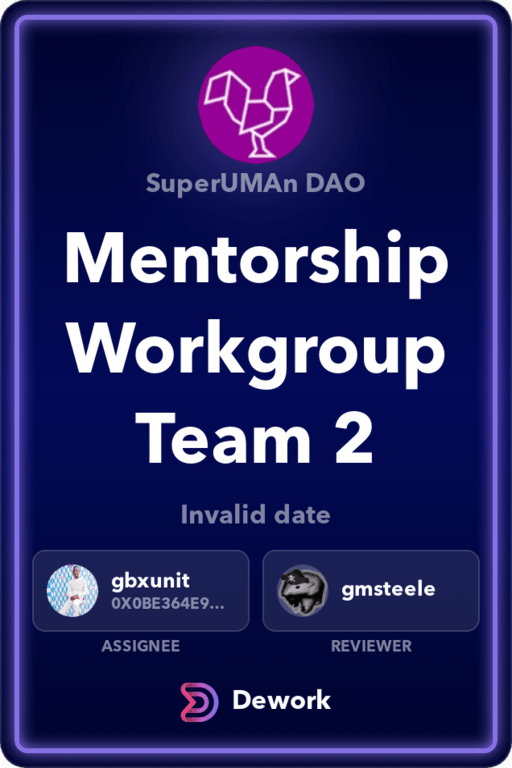 SuperUMAn DAO
Mentorship
Workgroup
Team 2
Invalid date
gbxunit
0X0BE364E9...
gmsteele
ASSIGNEE
REVIEWER
Dework